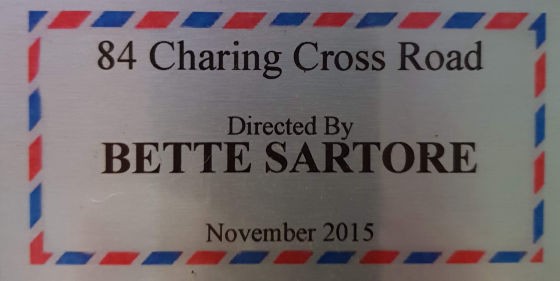 84 Charing Cross Road
Directed By
BETTE SARTORE
November 2015